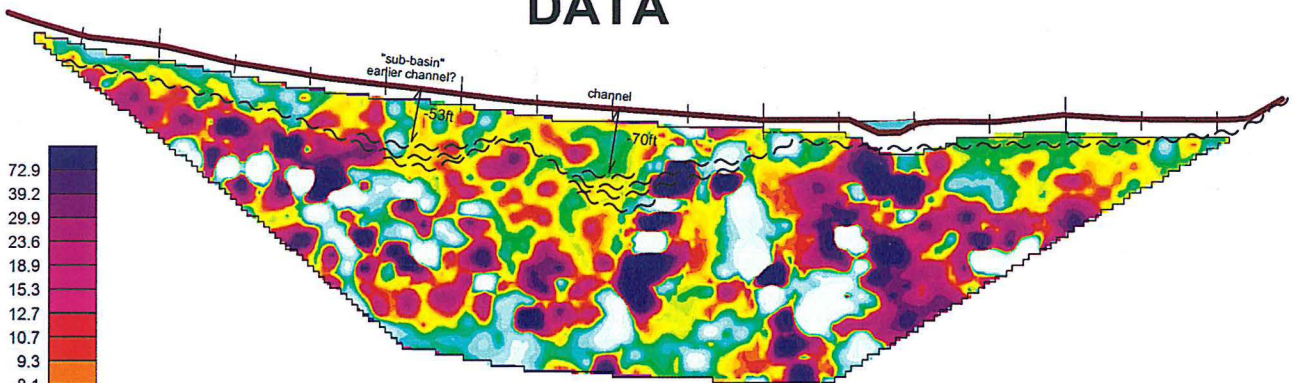 DATA
"sub-basin"
earlier channel?
-53ft
channel
-70ft
72.9
39.2
29.9
23.6
18.9
15.3
12.7
10.7
9.3